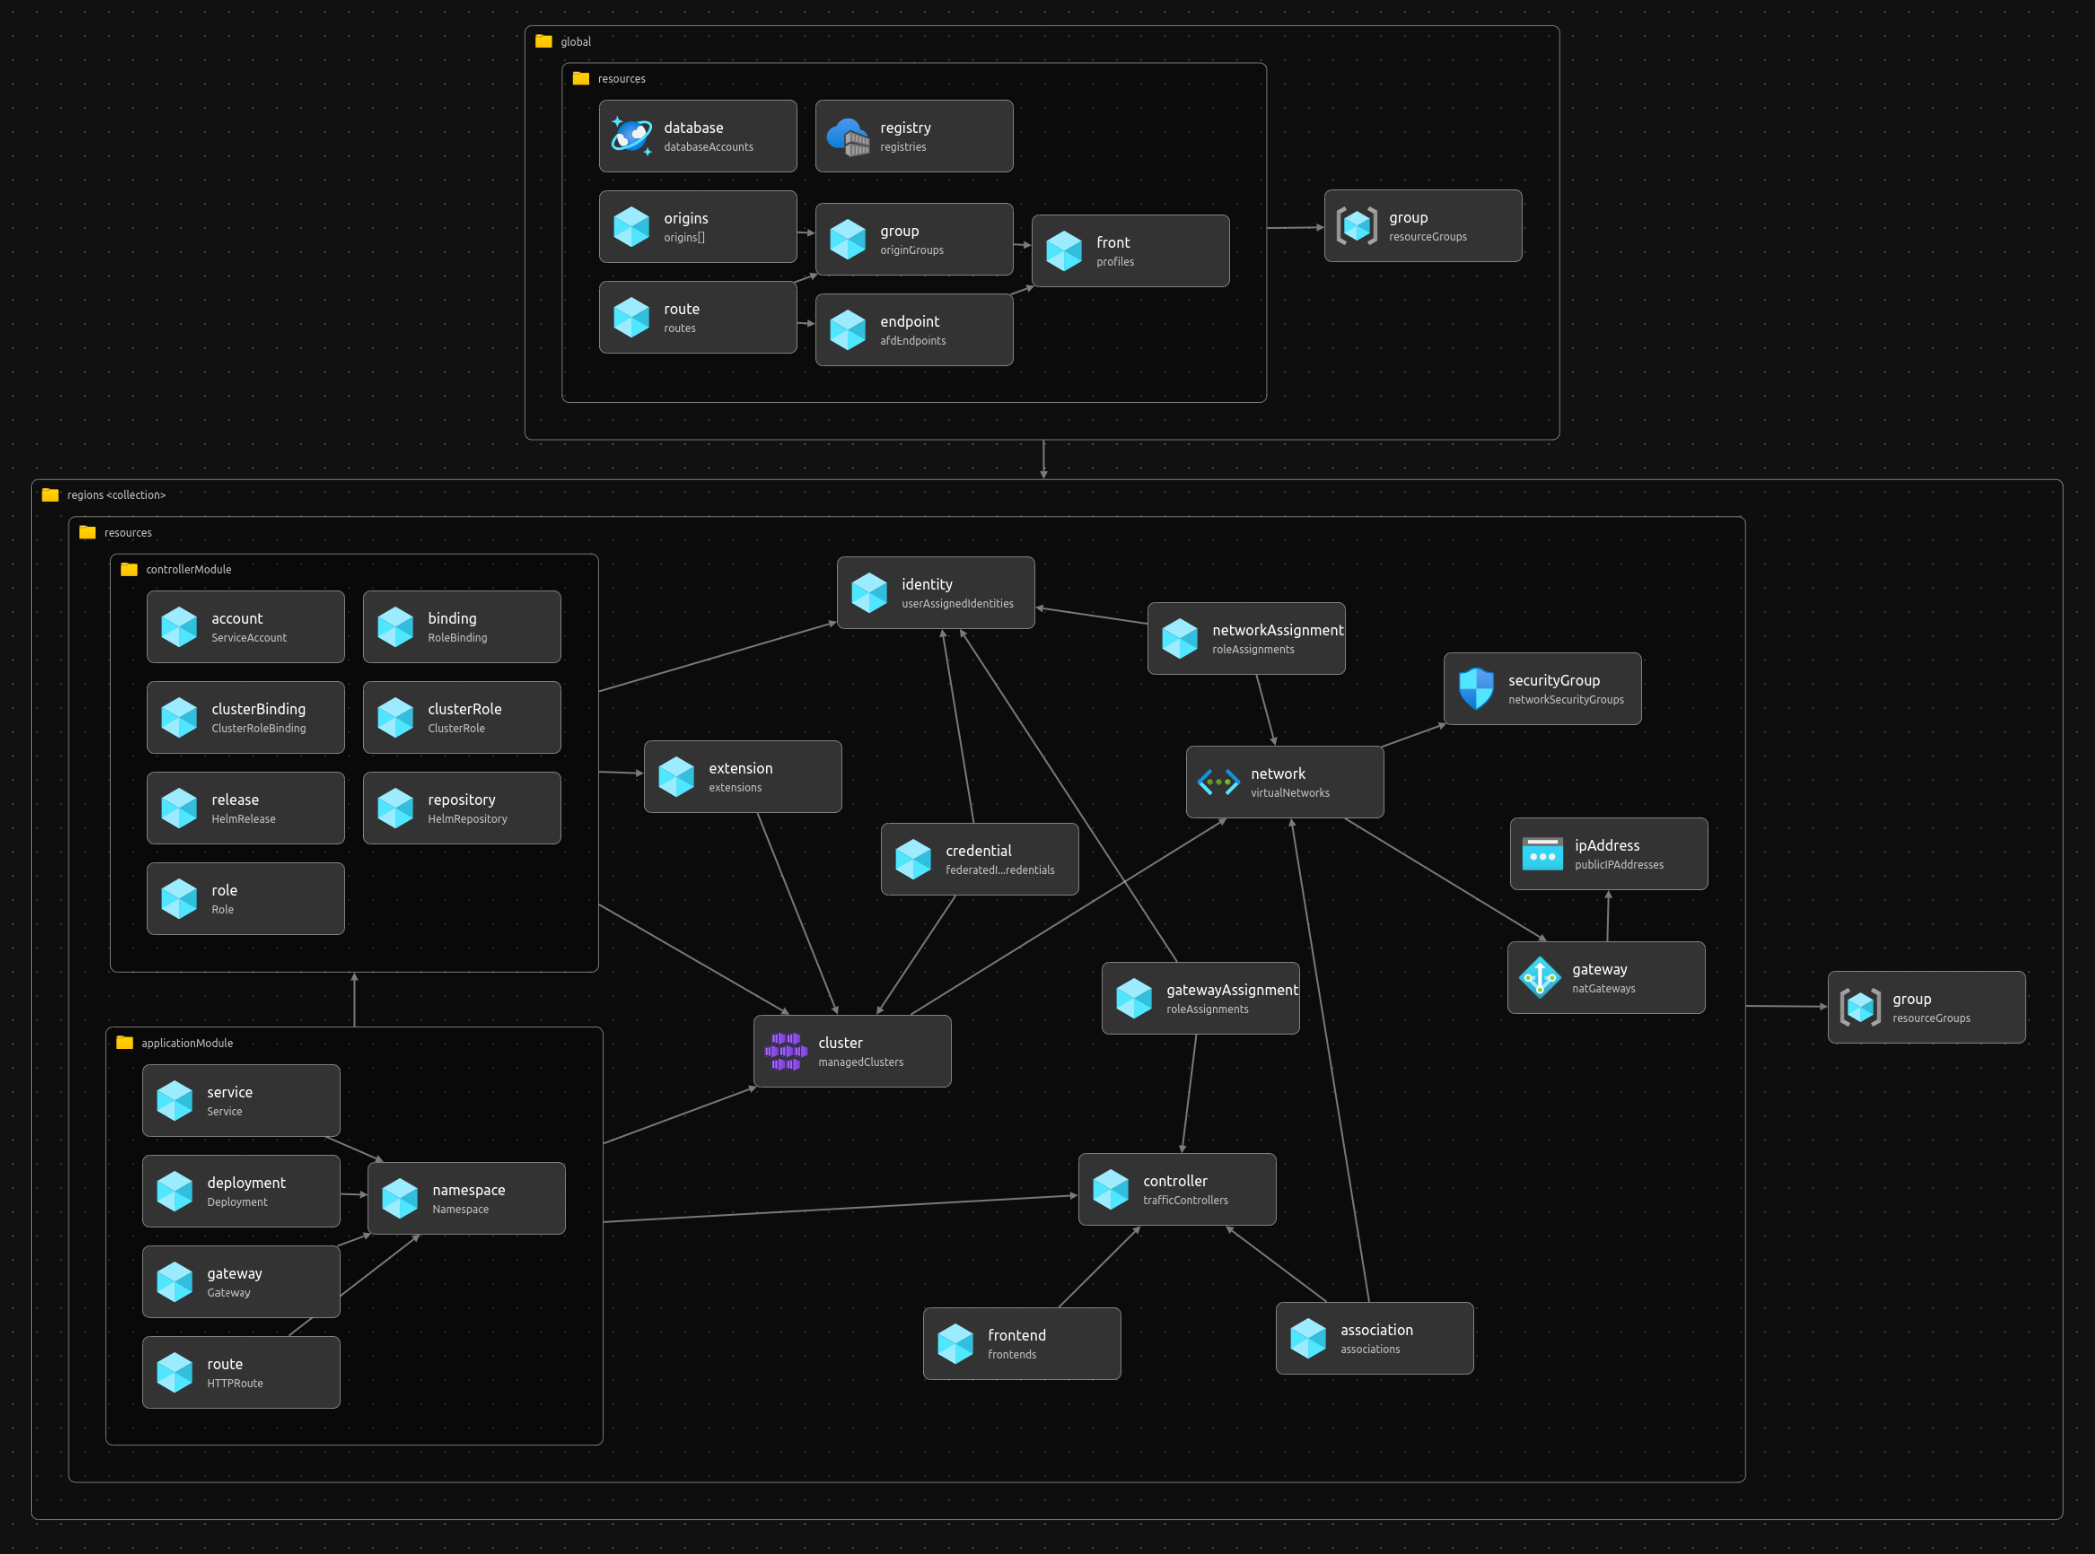 global
resources
database
databaseAccounts
registry
registries
origins
origins[]
group
originGroups
front
profiles
route
routes
endpoint
afdEndpoints
group
resourceGroups
regions <collection>
resources
controllerModule
account
ServiceAccount
binding
RoleBinding
clusterBinding
ClusterRoleBinding
clusterRole
ClusterRole
release
HelmRelease
repository
HelmRepository
role
Role
identity
userAssignedIdentities
networkAssignment
roleAssignments
securityGroup
networkSecurityGroups
extension
extensions
network
virtualNetworks
credential
federatedI...redentials
ipAddress
publicIPAddresses
gateway
natGateways
gatewayAssignment
roleAssignments
group
resourceGroups
cluster
managedClusters
applicationModule
service
Service
deployment
Deployment
namespace
Namespace
gateway
Gateway
route
HTTPRoute
controller
trafficControllers
frontend
frontends
association
associations